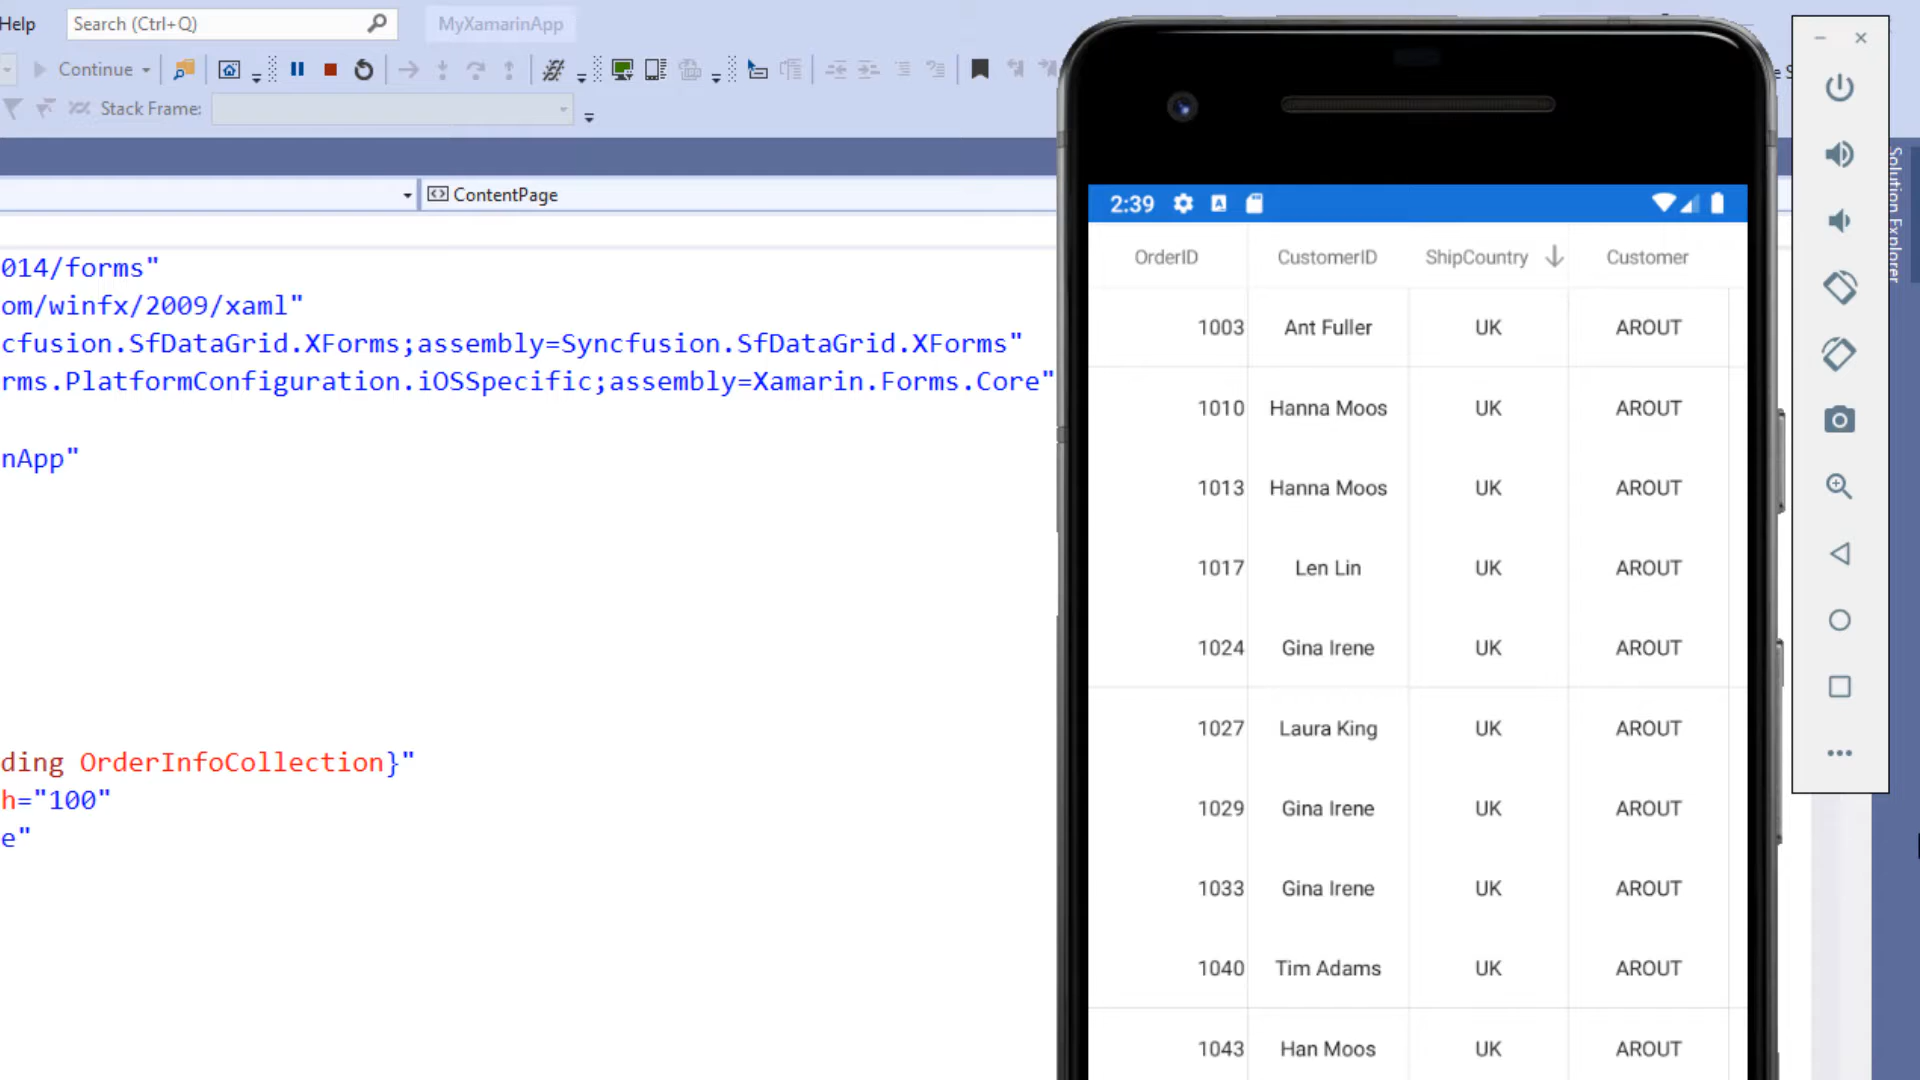 Help
Search (Ctrl+Q)
MyXamarinApp
Continue
Stack Frame:
ContentPage
014/forms"
om/winfx/2009/xaml"
cfusion.SfDataGrid.XForms;assembly=Syncfusion.SfDataGrid.XForms"
rms.PlatformConfiguration.iOSSpecific;assembly=Xamarin.Forms.Core"
nApp"
ding OrderInfoCollection}"
h="100"
e"
2:39
OrderID CustomerID ShipCountry Customer
1003 Ant Fuller UK AROUT
1010 Hanna Moos UK AROUT
1013 Hanna Moos UK AROUT
1017 Len Lin UK AROUT
1024 Gina Irene UK AROUT
1027 Laura King UK AROUT
1029 Gina Irene UK AROUT
1033 Gina Irene UK AROUT
1040 Tim Adams UK AROUT
1043 Han Moos UK AROUT
e S
Solution Explorer